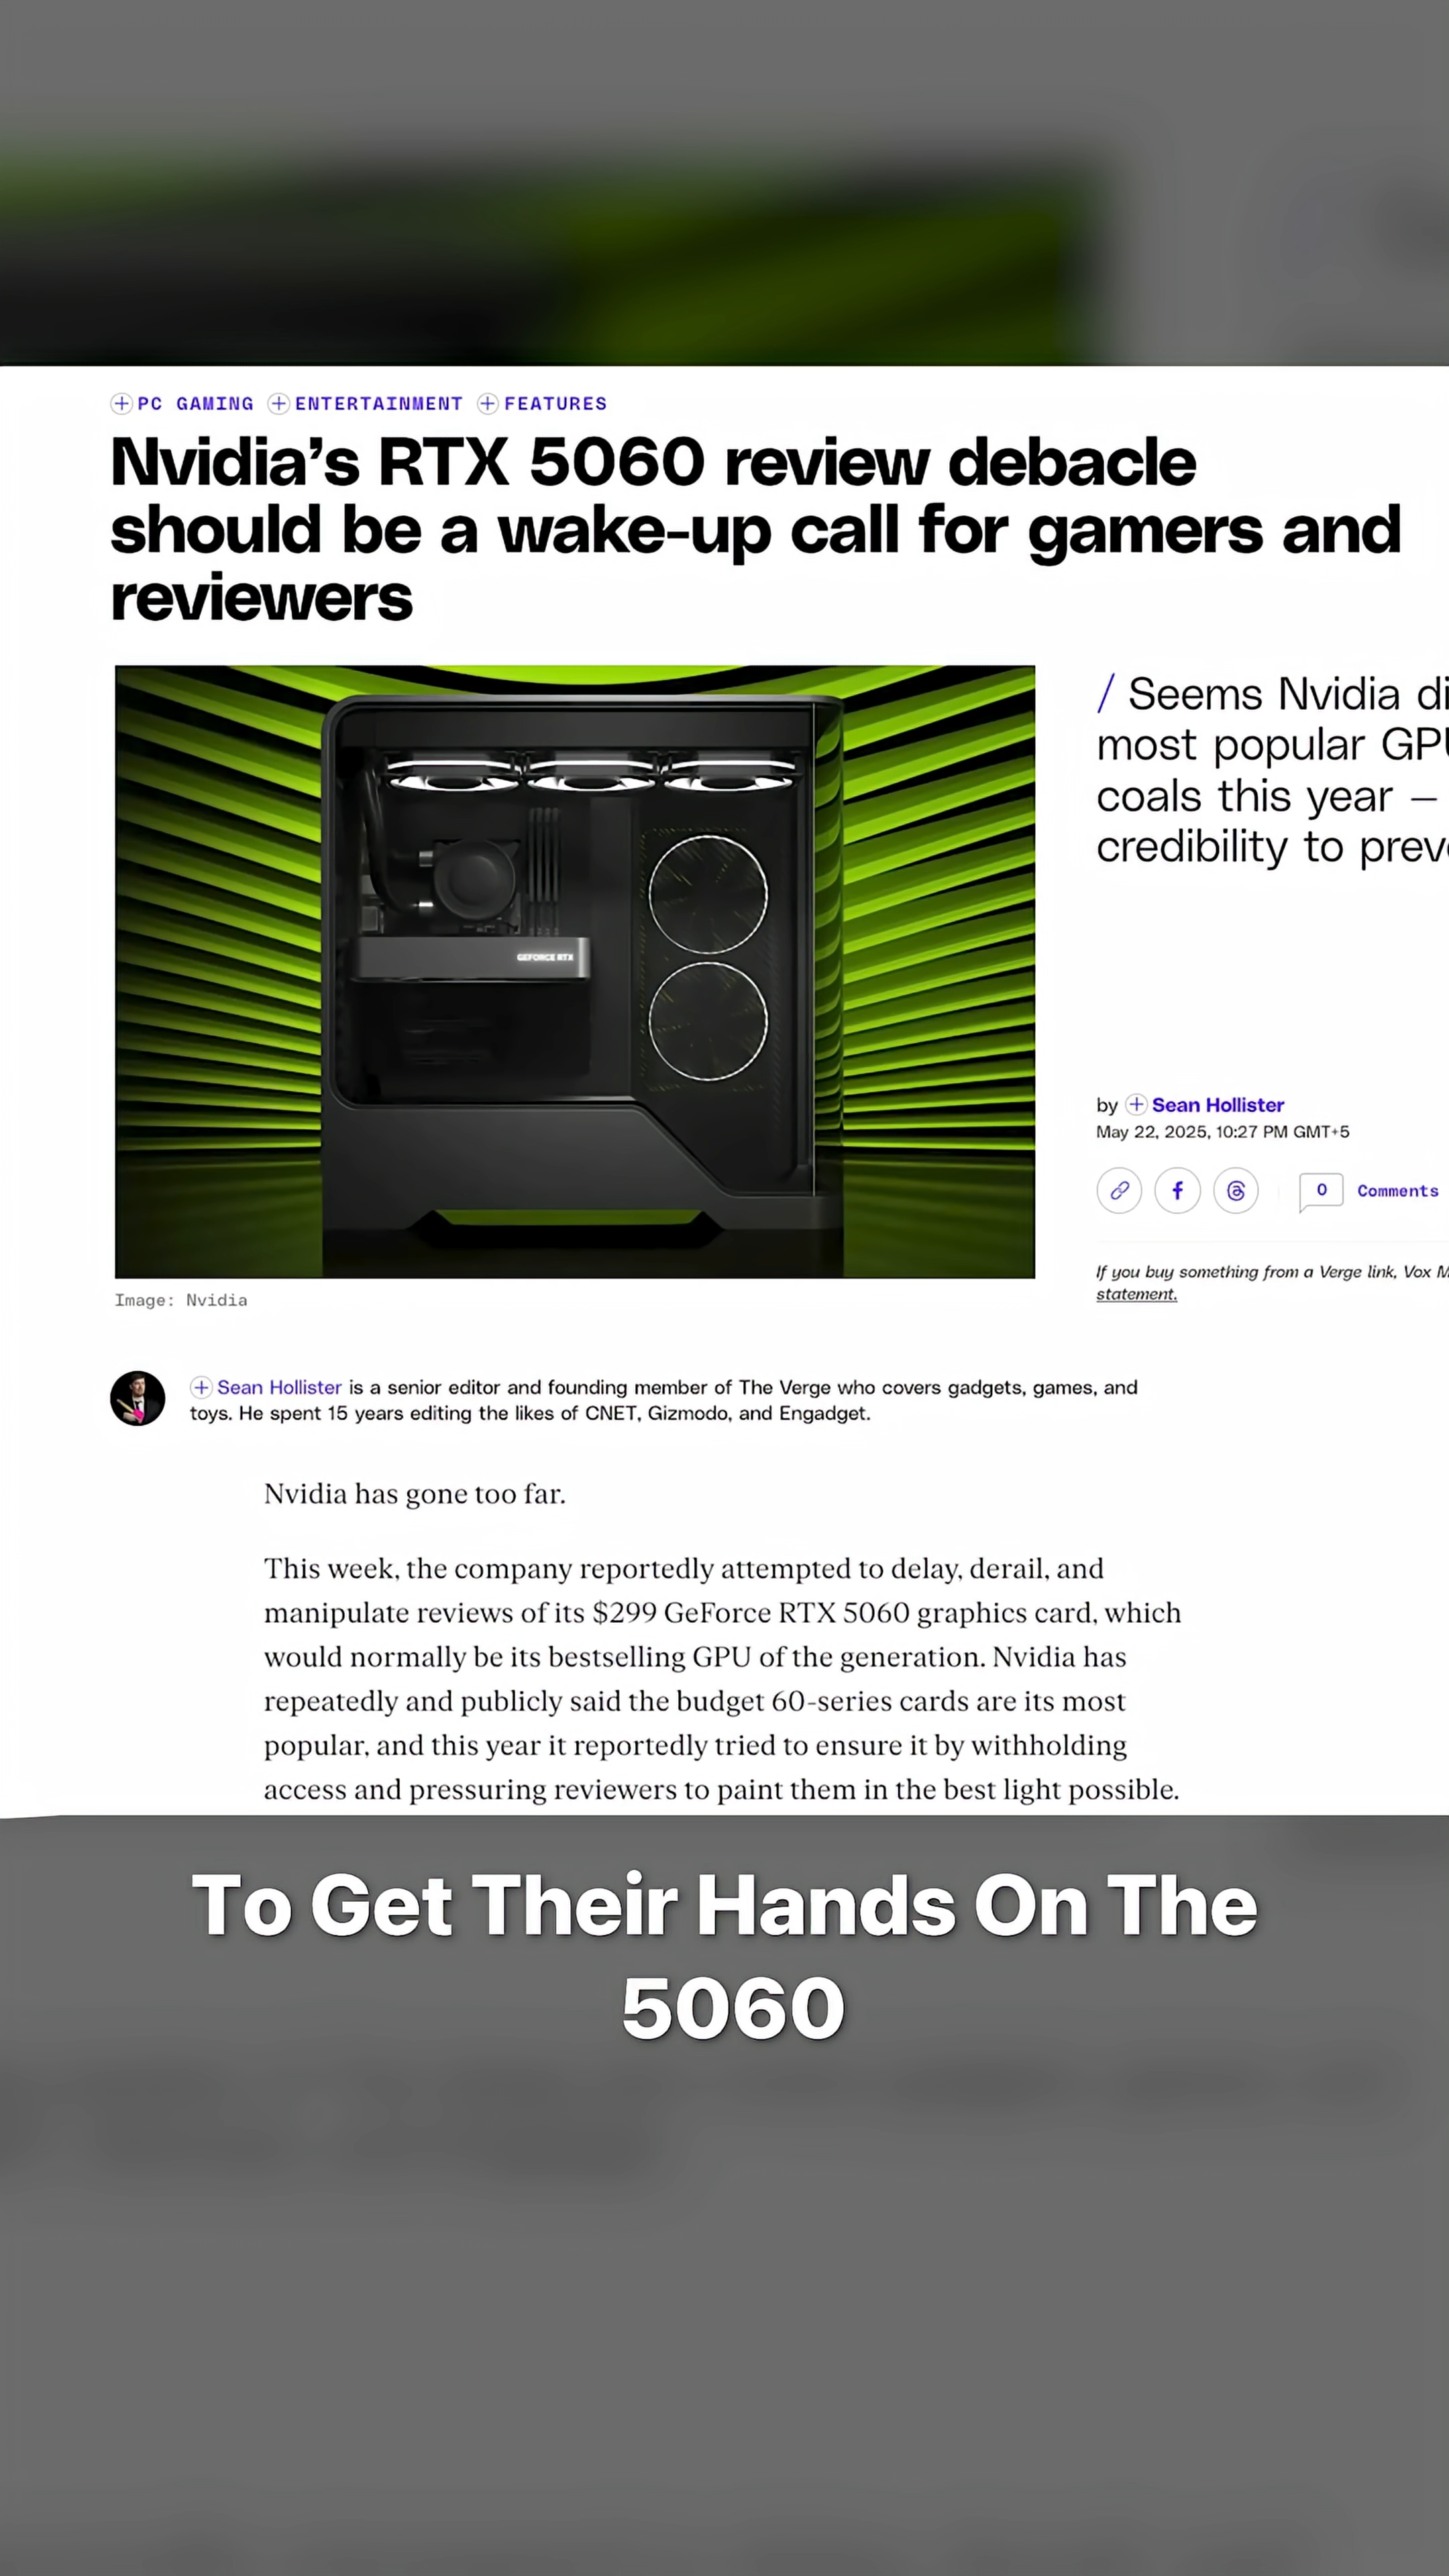 PC GAMING ENTERTAINMENT FEATURES
Nvidia’s RTX 5060 review debacle
should be a wake-up call for gamers and
reviewers
GEFORCE RTX
/ Seems Nvidia
most popular
coals this year –
credibility to
by Sean Hollister
May 22, 2025, 10:27 PM GMT+5
0 Comments
If you buy something from a Verge link, Vox
statement.
Image: Nvidia
Sean Hollister is a senior editor and founding member of The Verge who covers gadgets, games, and
toys. He spent 15 years editing the likes of CNET, Gizmodo, and Engadget.
Nvidia has gone too far.
This week, the company reportedly attempted to delay, derail, and
manipulate reviews of its $299 GeForce RTX 5060 graphics card, which
would normally be its bestselling GPU of the generation. Nvidia has
repeatedly and publicly said the budget 60-series cards are its most
popular, and this year it reportedly tried to ensure it by withholding
access and pressuring reviewers to paint them in the best light possible.
To Get Their Hands On The
5060